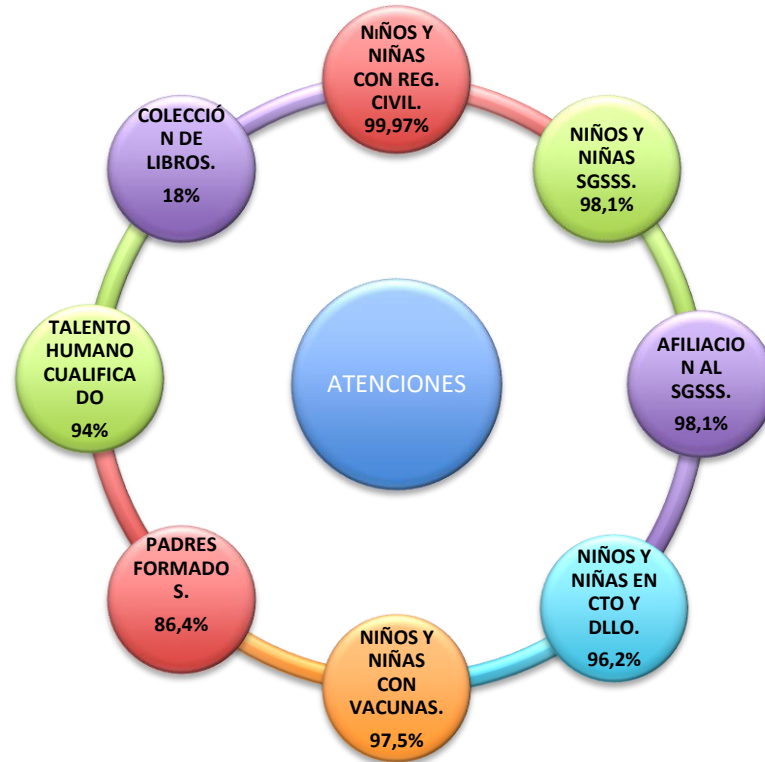 NIÑOS Y
NIÑAS
CON REG.
CIVIL.
99,97%
NIÑOS Y
NIÑAS
SGSSS.
98,1%
AFILIACIO
N AL
SGSSS.
98,1%
NIÑOS Y
NIÑAS EN
CTO Y
DLLO.
96,2%
NIÑOS Y
NIÑAS
CON
VACUNAS.
97,5%
PADRES
FORMADO
S.
86,4%
TALENTO
HUMANO
CUALIFICA
DO
94%
COLECCIÓ
N DE
LIBROS.
18%
ATENCIONES